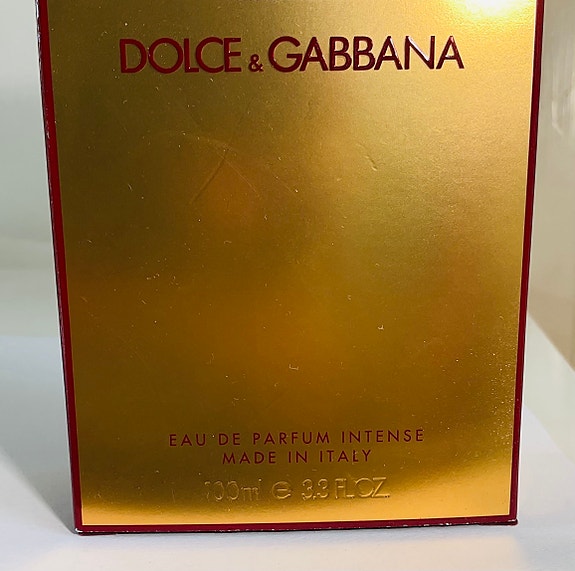 DOLCE & GABBANA
EAU DE PARFUM INTENSE
MADE IN ITALY
100ml ℮ 3.3 FL.OZ.